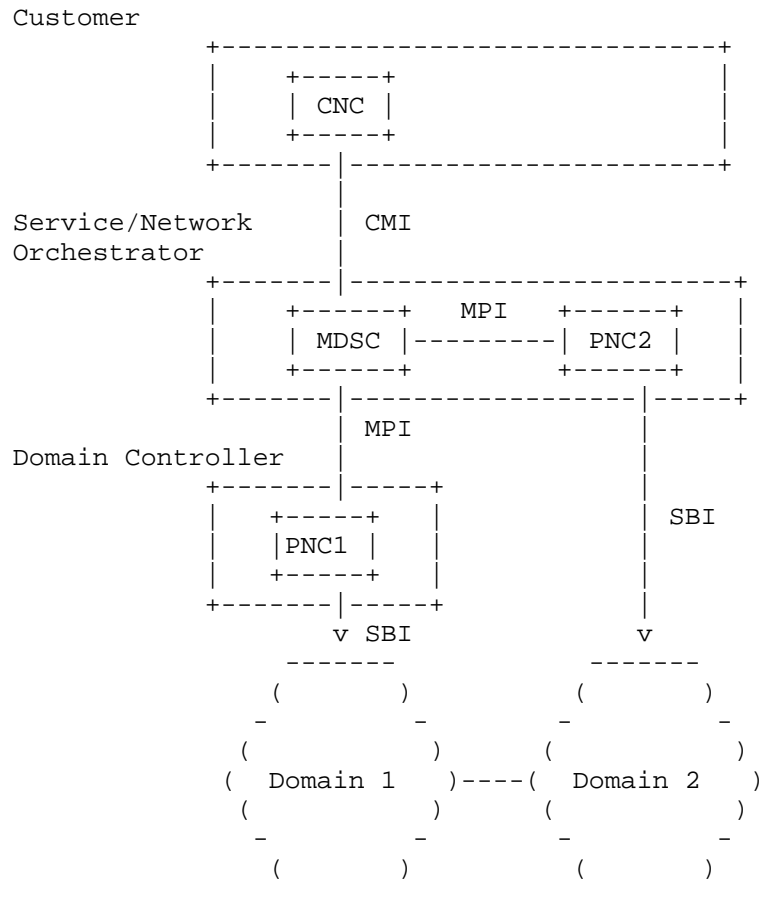 Customer
CNC
CMI
Service/Network
Orchestrator
MPI
MDSC PNC2
MPI
Domain Controller
SBI
PNC1
v SBI v
Domain 1 Domain 2